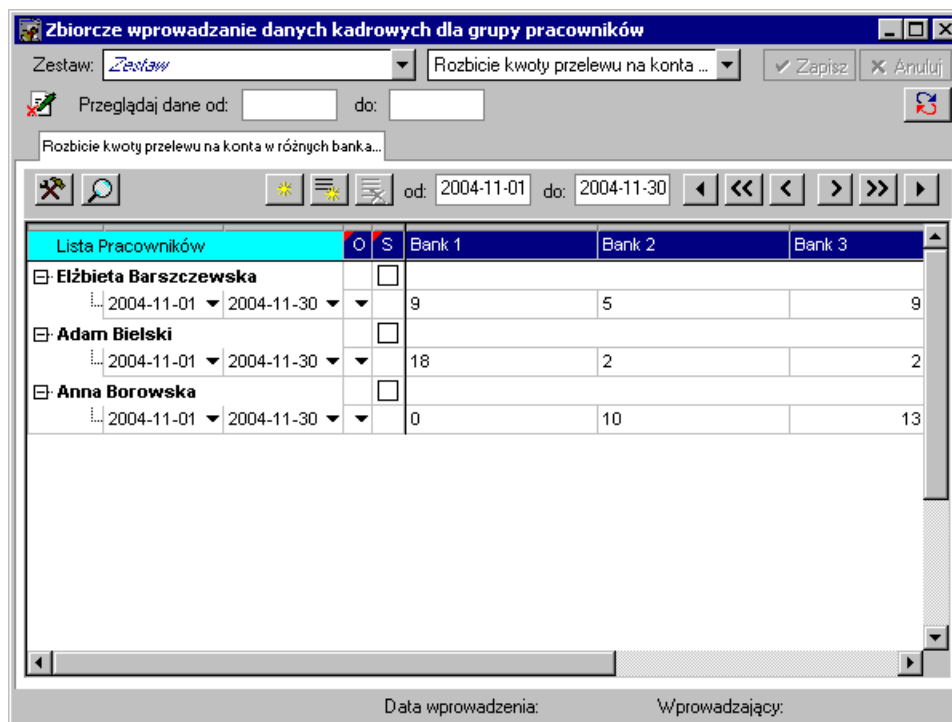 Zbiorcze wprowadzanie danych kadrowych dla grupy pracowników
Zestaw: Zestaw Rozbicie kwoty przelewu na konta ... Zapisz Anuluj
Przeglądaj dane od: do:
Rozbicie kwoty przelewu na konta w różnych banka...
od: 2004-11-01 do: 2004-11-30
Lista Pracowników O S Bank 1 Bank 2 Bank 3
Elżbieta Barszczewska
2004-11-01 2004-11-30 9 5 9
Adam Bielski
2004-11-01 2004-11-30 18 2 2
Anna Borowska
2004-11-01 2004-11-30 0 10 13
Data wprowadzenia: Wprowadzający: